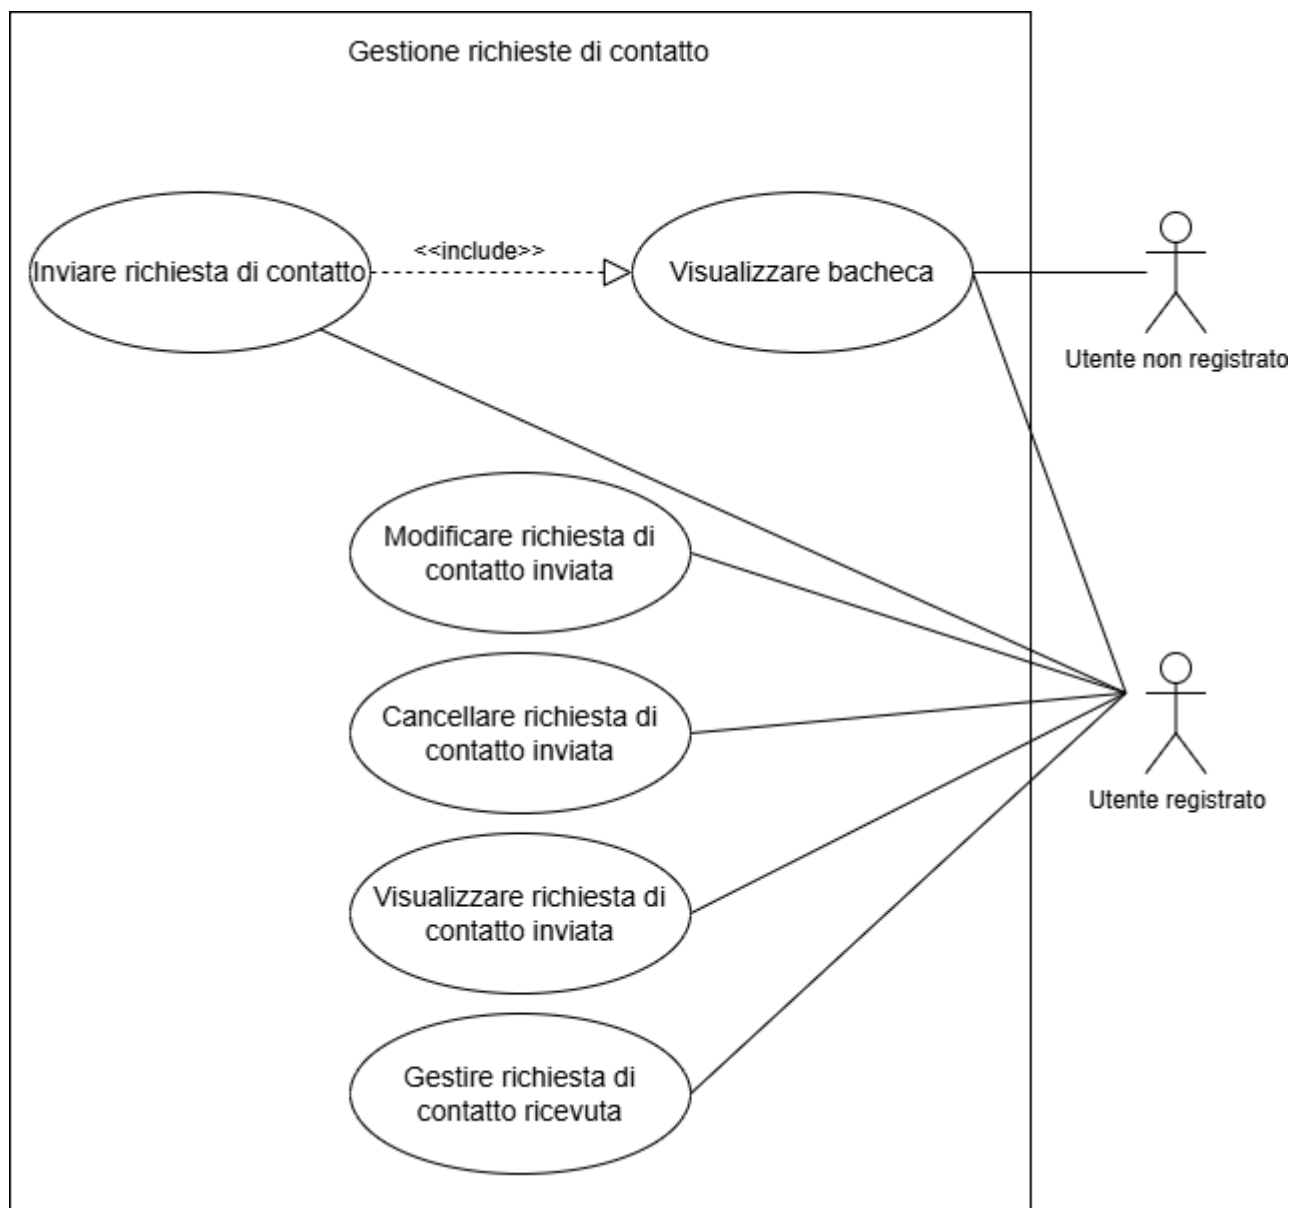 Gestione richieste di contatto
Inviare richiesta di contatto
<<include>>
Visualizzare bacheca
Utente non registrato
Modificare richiesta di
contatto inviata
Cancellare richiesta di
contatto inviata
Utente registrato
Visualizzare richiesta di
contatto inviata
Gestire richiesta di
contatto ricevuta